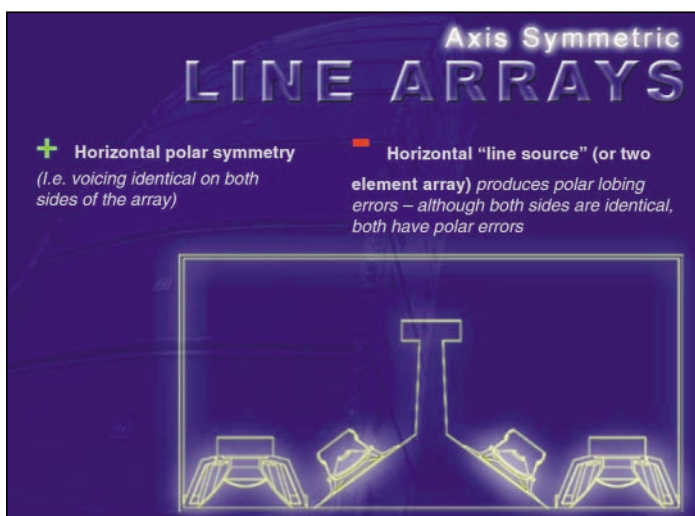 Axis Symmetric
LINE ARRAYS
+ Horizontal polar symmetry
(I.e. voicing identical on both
sides of the array)
- Horizontal “line source” (or two
element array) produces polar lobing
errors – although both sides are identical,
both have polar errors